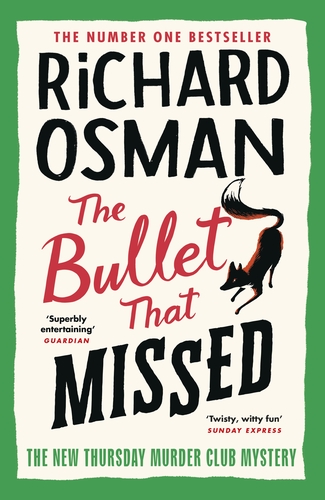 THE NUMBER ONE BESTSELLER
RiCHARD
OSMAN
The
Bullet
That
MISSED
'Superbly
entertaining'
GUARDIAN
'Twisty, witty fun'
SUNDAY EXPRESS
THE NEW THURSDAY MURDER CLUB MYSTERY